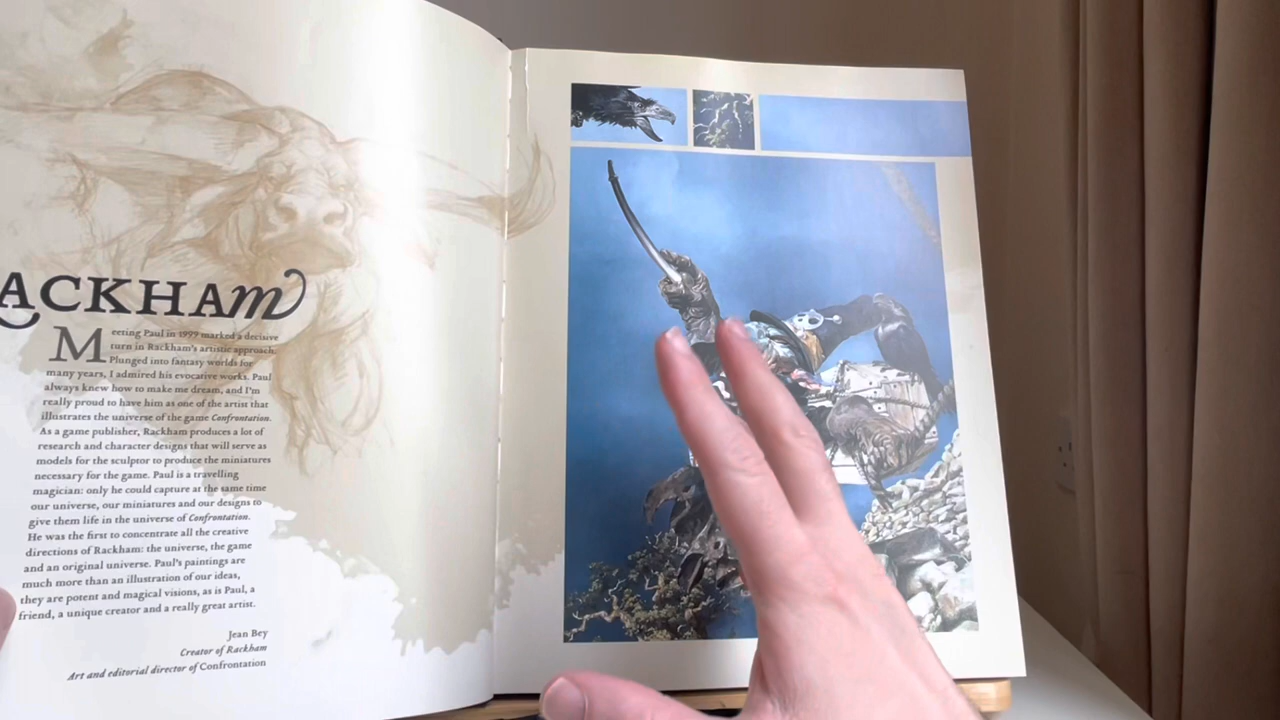 ACKHAm
Meeting Paul in 1999 marked a decisive
turn in Rackham's artistic approach.
Plunged into fantasy worlds for
many years, I admired his evocative works. Paul
always knew how to make me dream, and I'm
really proud to have him as one of the artist that
illustrates the universe of the game Confrontation.
As a game publisher, Rackham produces a lot of
research and character designs that will serve as
models for the sculptor to produce the miniatures
necessary for the game. Paul is a travelling
magician: only he could capture at the same time
our universe, our miniatures and our designs to
give them life in the universe of Confrontation.
He was the first to concentrate all the creative
directions of Rackham: the universe, the game
and an original universe. Paul's paintings are
much more than an illustration of our ideas,
they are potent and magical visions, as is Paul, a
friend, a unique creator and a really great artist.
Jean Bey
Creator of Rackham
Art and editorial director of Confrontation